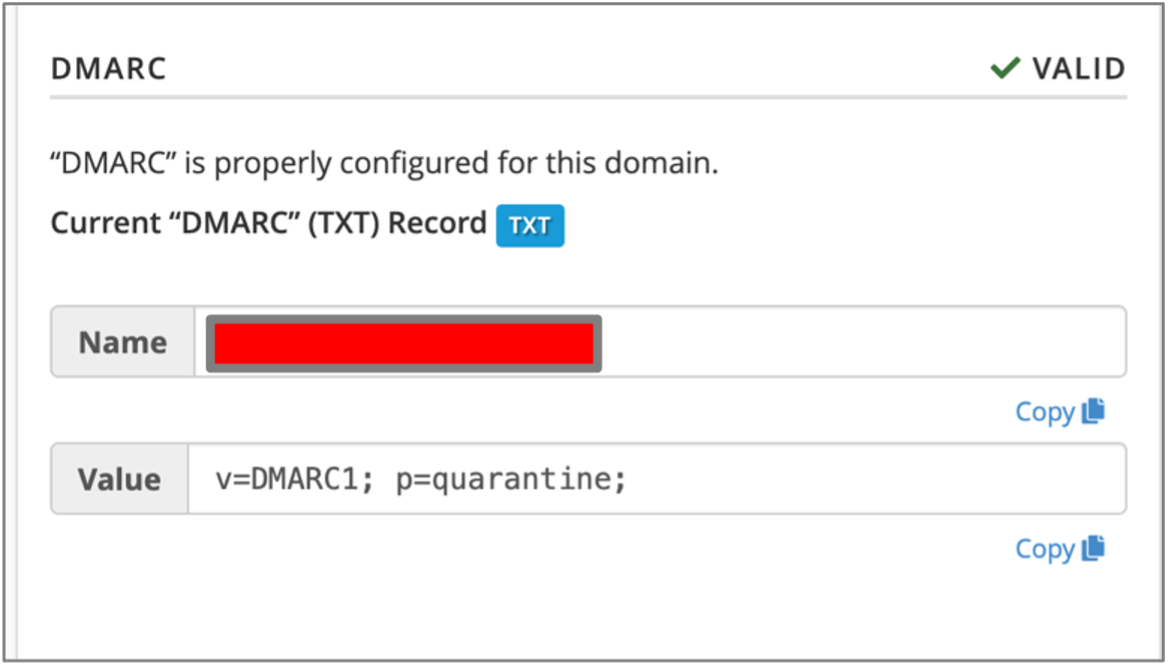 DMARC VALID
“DMARC” is properly configured for this domain.
Current “DMARC” (TXT) Record TXT
Name
Copy
Value v=DMARC1; p=quarantine;
Copy